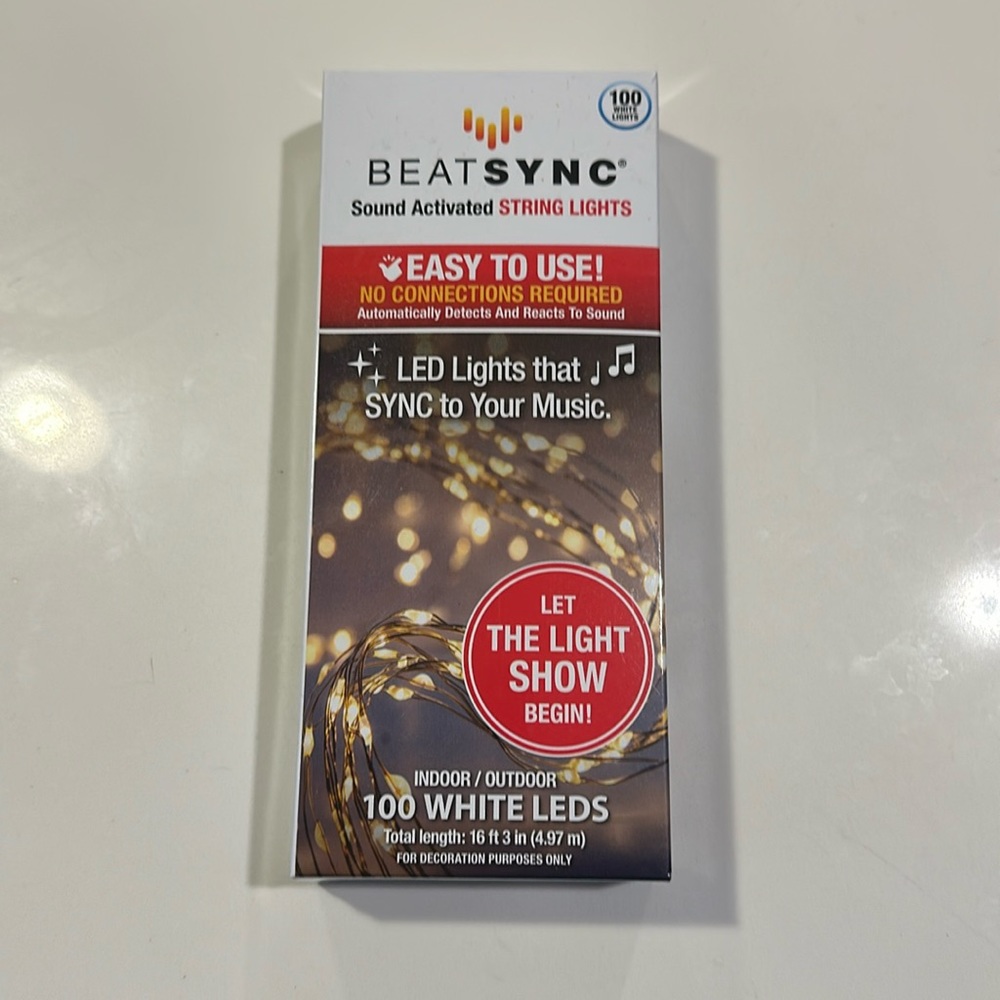 100
WHITE
LIGHTS
BEATSYNC®
Sound Activated STRING LIGHTS
EASY TO USE!
NO CONNECTIONS REQUIRED
Automatically Detects And Reacts To Sound
LED Lights that
SYNC to Your Music.
LET
THE LIGHT
SHOW
BEGIN!
INDOOR / OUTDOOR
100 WHITE LEDS
Total length: 16 ft 3 in (4.97 m)
FOR DECORATION PURPOSES ONLY